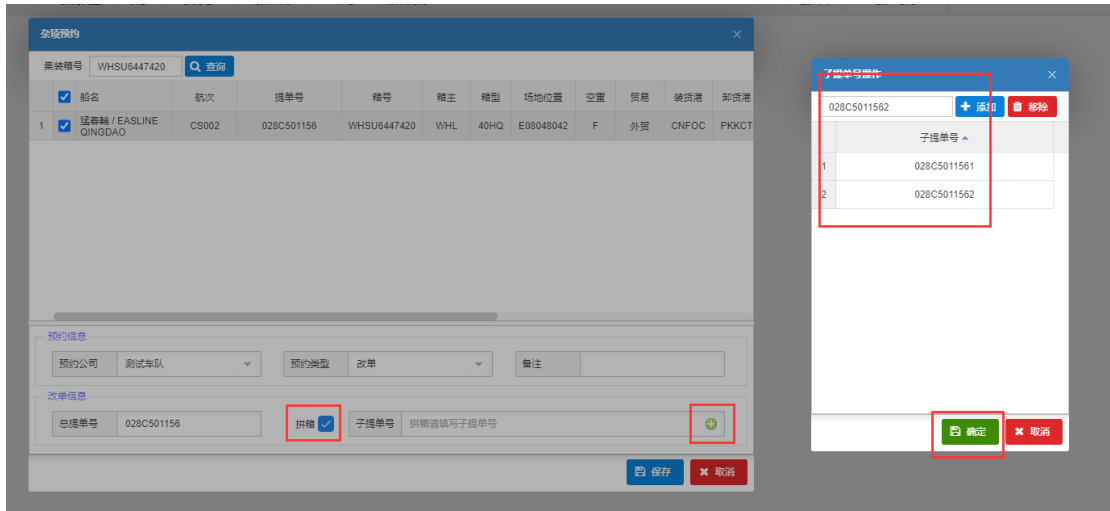 杂项预约
集装箱号 WHSU6447420 查询
船名 航次 提单号 箱号 箱主 箱型 场地位置 空重 贸易 装货港 卸货港
1 猛春輪 / EASLINE QINGDAO CS002 028C501156 WHSU6447420 WHL 40HQ E08048042 F 外贸 CNFOC PKKCT
预约信息
预约公司 测试车队 预约类型 改单 备注
改单信息
总提单号 028C501156 拼箱 子提单号 拼箱请填写子提单号
保存 取消
子提单号操作
028C5011562 添加 移除
子提单号
1 028C5011561
2 028C5011562
确定 取消